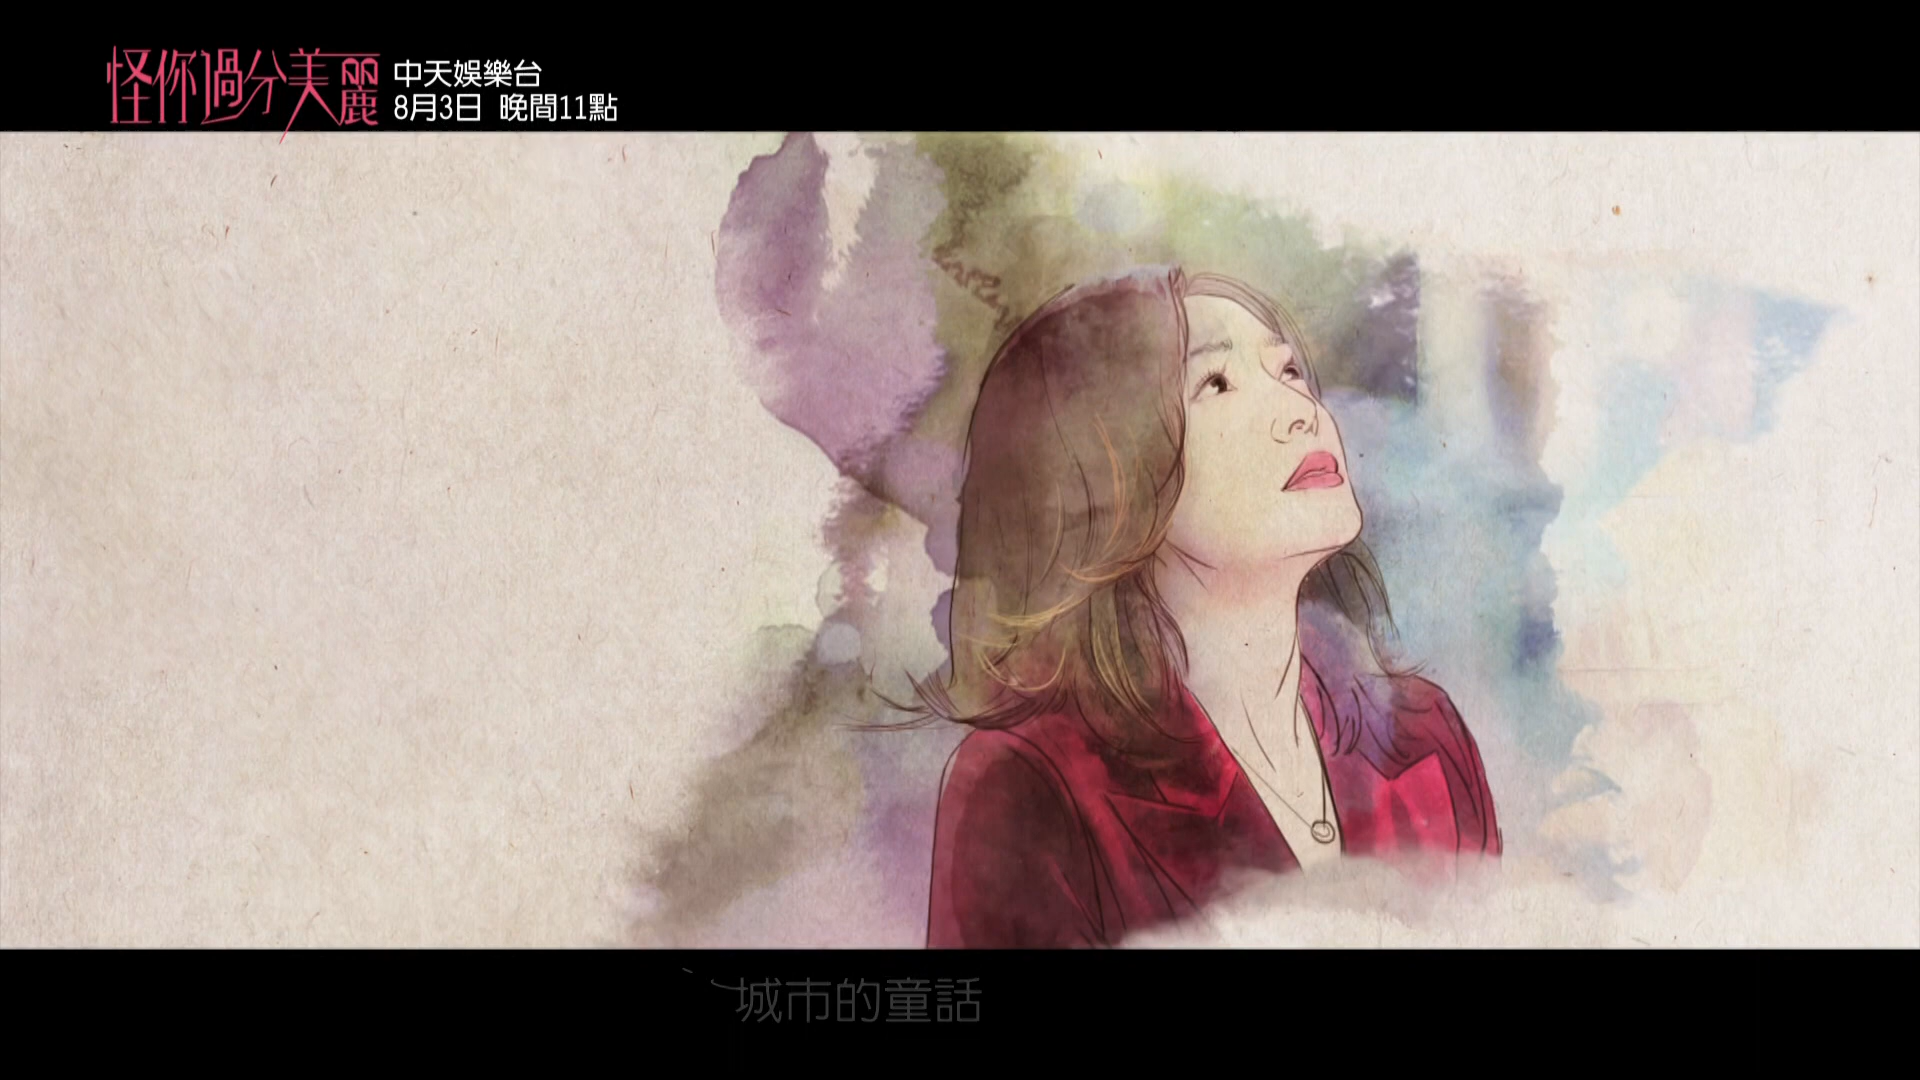 怪你過分美麗
中天娛樂台
8月3日 晚間11點
城市的童話